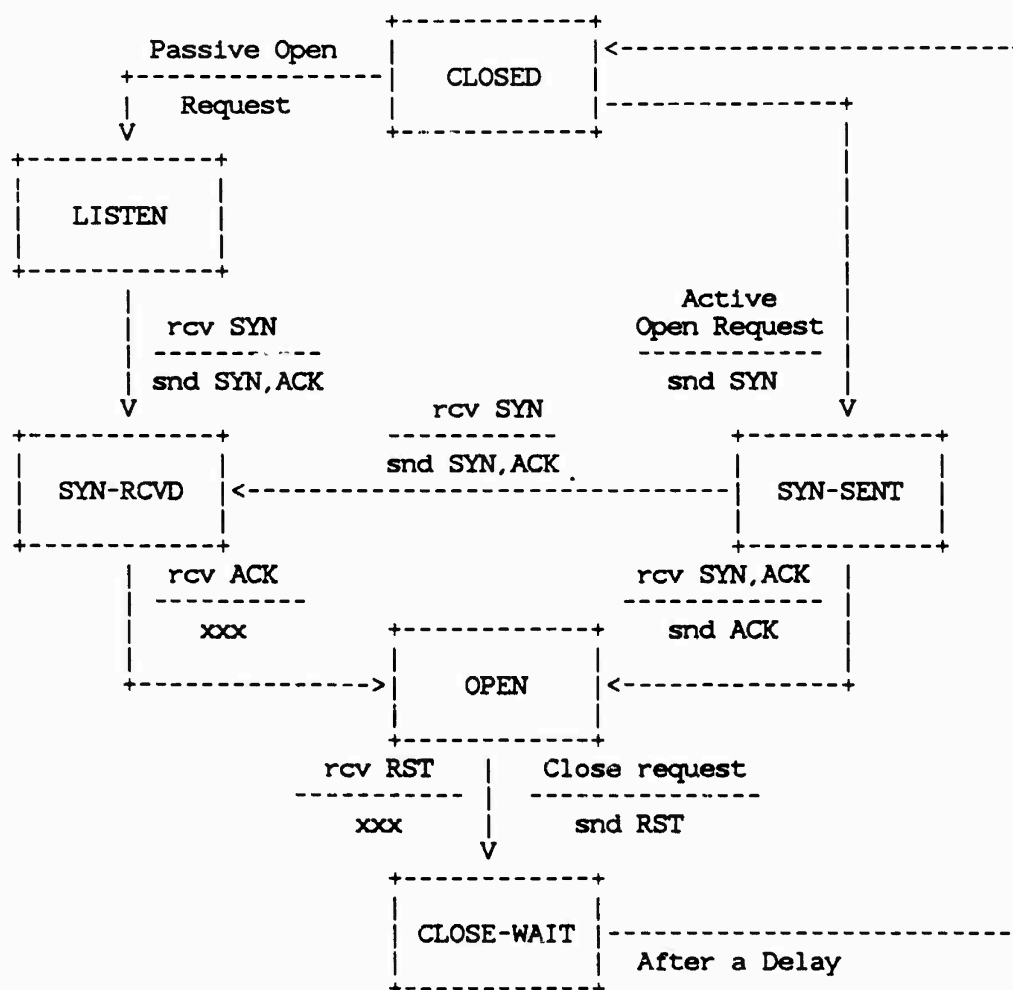 Passive Open
CLOSED
Request
LISTEN
Active
rcv SYN
Open Request
snd SYN,ACK
snd SYN
rcv SYN
snd SYN,ACK
SYN-RCVD
SYN-SENT
rcv ACK
rcv SYN,ACK
xxx
snd ACK
OPEN
rcv RST
Close request
xxx
snd RST
CLOSE-WAIT
After a Delay